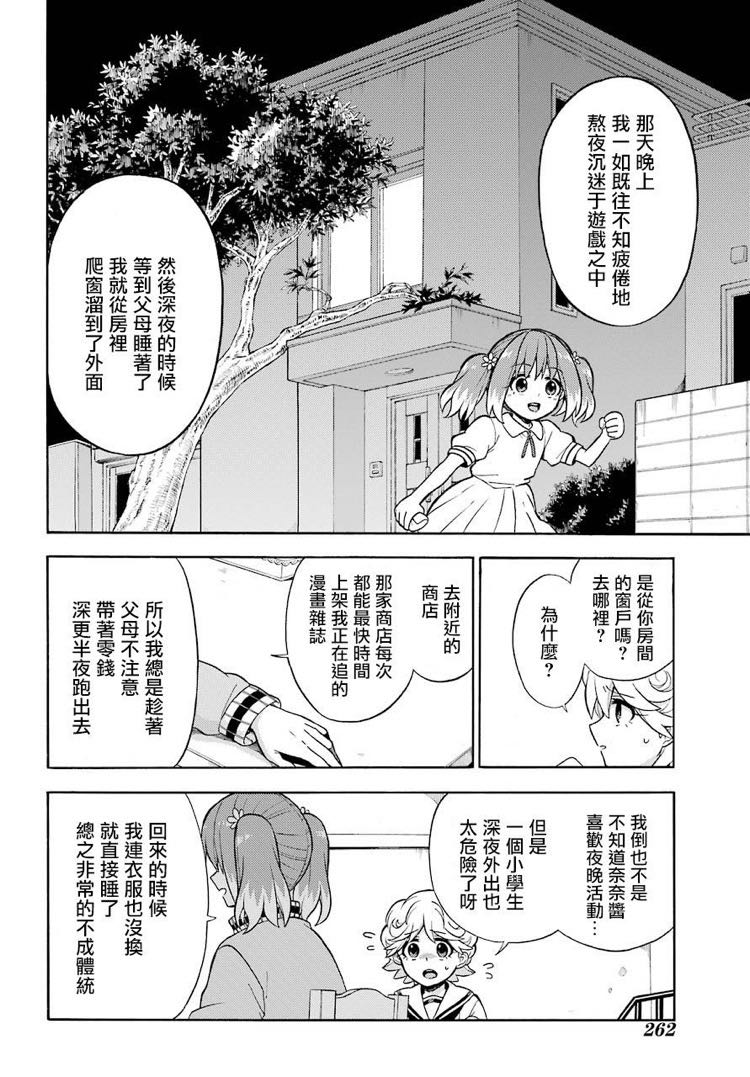 那天晚上
我一如既往不知疲倦地
熬夜沉迷于遊戲之中
然後深夜的時候
等到父母睡著了
我就從房裡
爬窗溜到了外面
是從你房間
的窗戶嗎？
去哪裡？
為什麼？
去附近的
商店
那家商店每次
都能最快時間
上架我正在追的
漫畫雜誌
所以我總是趁著
父母不注意
帶著零錢
深更半夜跑出去
我倒也不是
不知道奈奈醬
喜歡夜晚活動…
但是
一個小學生
深夜外出也
太危險了呀
回來的時候
我連衣服也沒換
就直接睡了
總之非常的不成體統
262